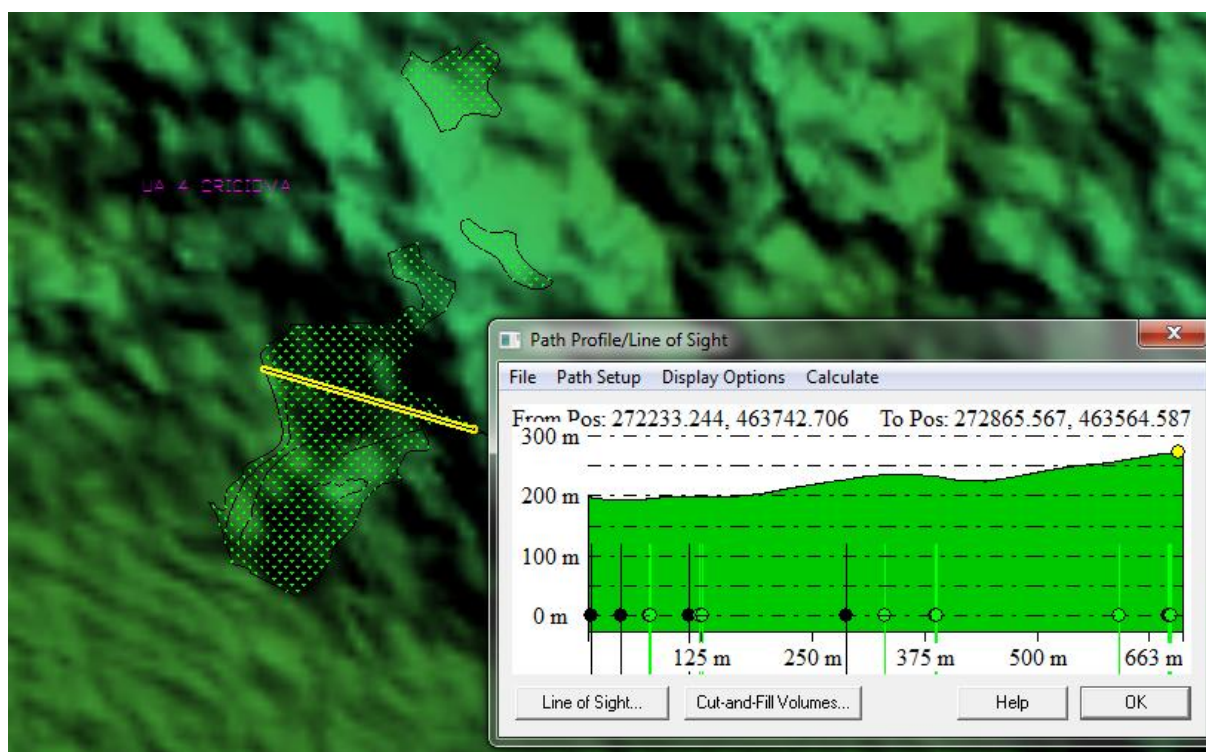 UA 4 CRICIOVA
Path Profile/Line of Sight
File Path Setup Display Options Calculate
From Pos: 272233.244, 463742.706 To Pos: 272865.567, 463564.587
300 m
200 m
100 m
0 m
125 m 250 m 375 m 500 m 663 m
Line of Sight... Cut-and-Fill Volumes... Help OK